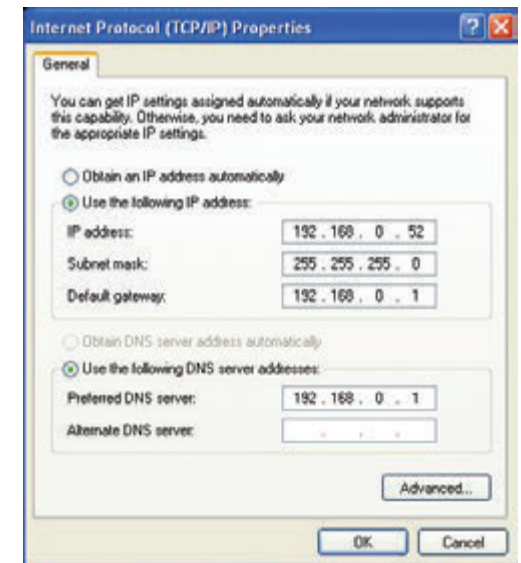 Internet Protocol (TCP/IP) Properties
General
You can get IP settings assigned automatically if your network supports
this capability. Otherwise, you need to ask your network administrator for
the appropriate IP settings.
Obtain an IP address automatically
Use the following IP address:
IP address: 192 . 168 . 0 . 52
Subnet mask: 255 . 255 . 255 . 0
Default gateway: 192 . 168 . 0 . 1
Obtain DNS server address automatically
Use the following DNS server addresses:
Preferred DNS server: 192 . 168 . 0 . 1
Alternate DNS server: . . .
Advanced...
OK Cancel